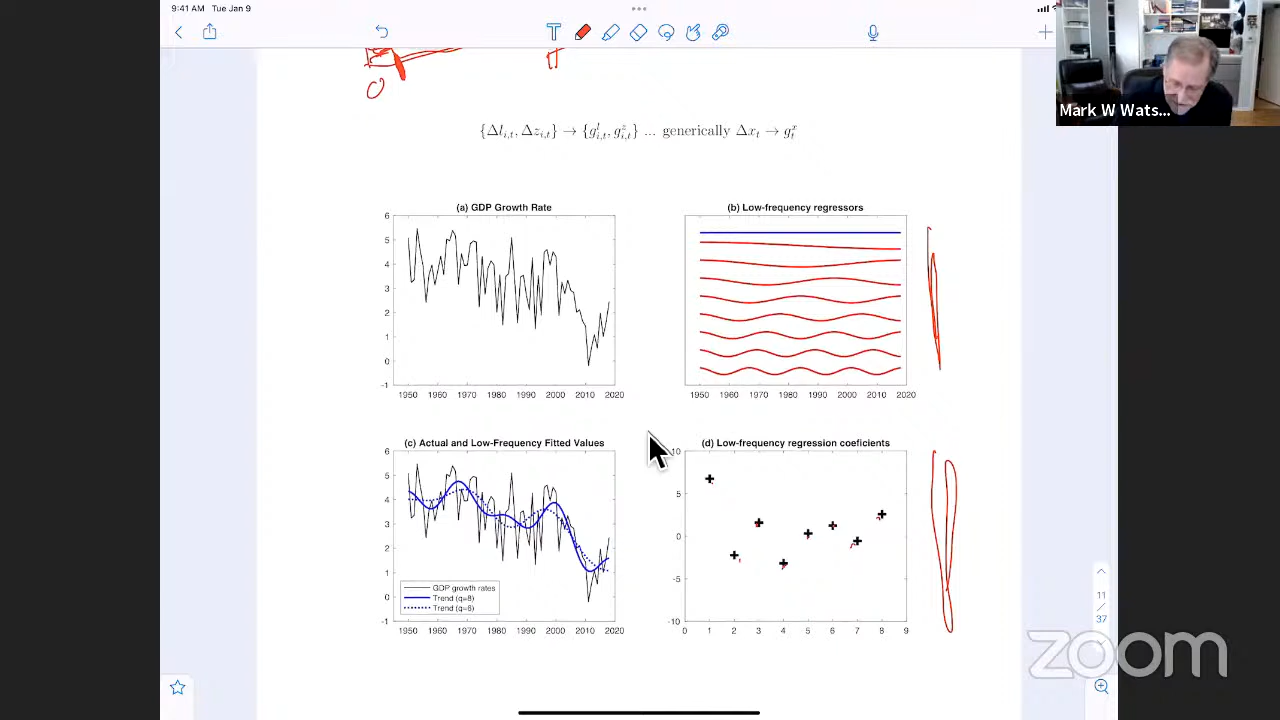 9:41 AM Tue Jan 9
Mark W Wats...
{Δl_{i,t}, Δz_{i,t}} → {g^l_{i,t}, g^z_{i,t}} ... generically Δx_t → g^x_t
(a) GDP Growth Rate
6
5
4
3
2
1
0
-1
1950 1960 1970 1980 1990 2000 2010 2020
(b) Low-frequency regressors
1950 1960 1970 1980 1990 2000 2010 2020
(c) Actual and Low-Frequency Fitted Values
6
5
4
3
2
1
0
-1
GDP growth rates
Trend (q=8)
Trend (q=6)
1950 1960 1970 1980 1990 2000 2010 2020
(d) Low-frequency regression coeficients
10
5
0
-5
-10
0 1 2 3 4 5 6 7 8 9
11
/
37
zoom